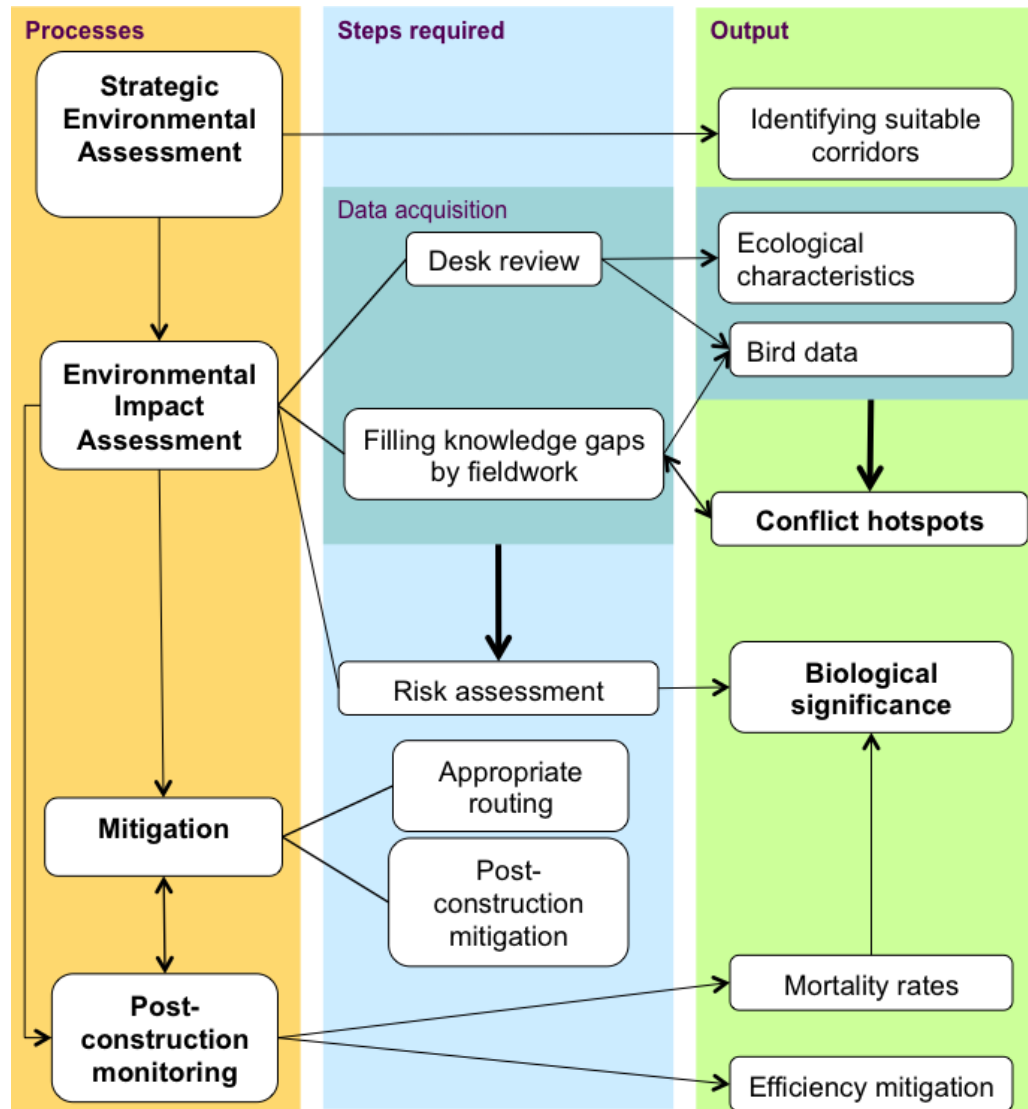 Processes
Strategic
Environmental
Assessment
Environmental
Impact
Assessment
Mitigation
Post-
construction
monitoring
Steps required
Data acquisition
Desk review
Filling knowledge gaps
by fieldwork
Risk assessment
Appropriate
routing
Post-
construction
mitigation
Output
Identifying suitable
corridors
Ecological
characteristics
Bird data
Conflict hotspots
Biological
significance
Mortality rates
Efficiency mitigation